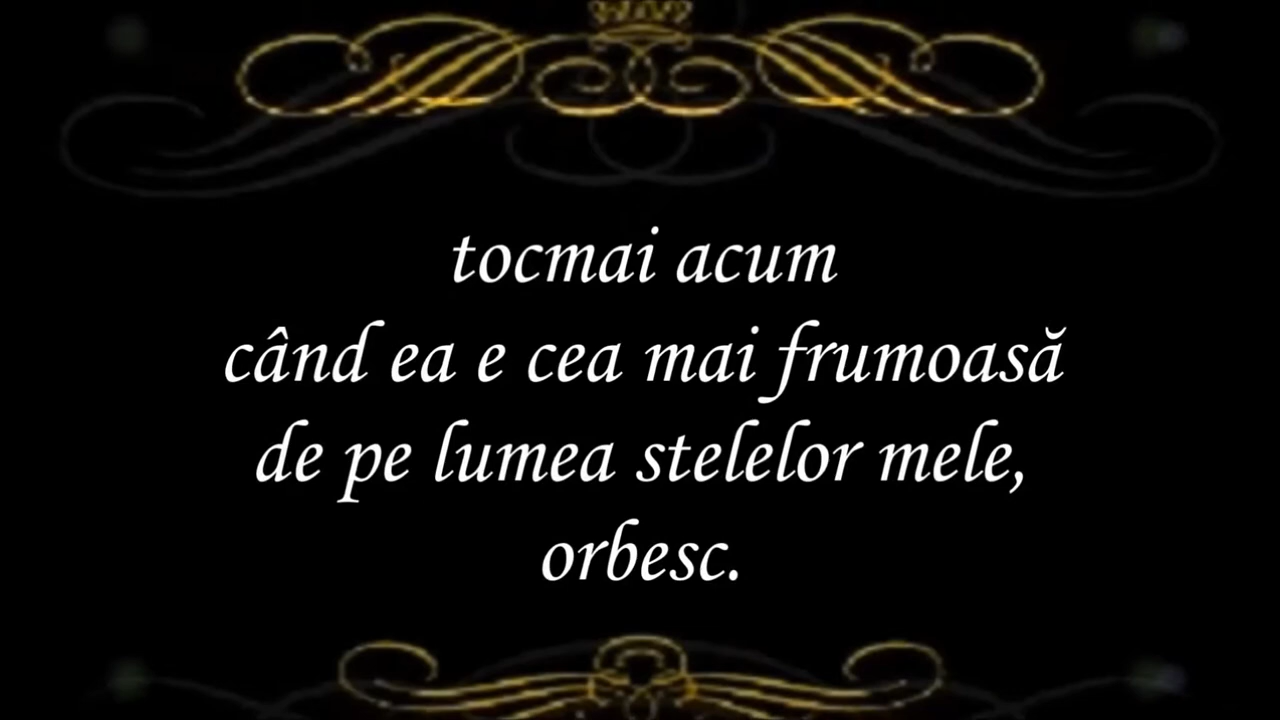 tocmai acum
când ea e cea mai frumoasă
de pe lumea stelelor mele,
orbesc.